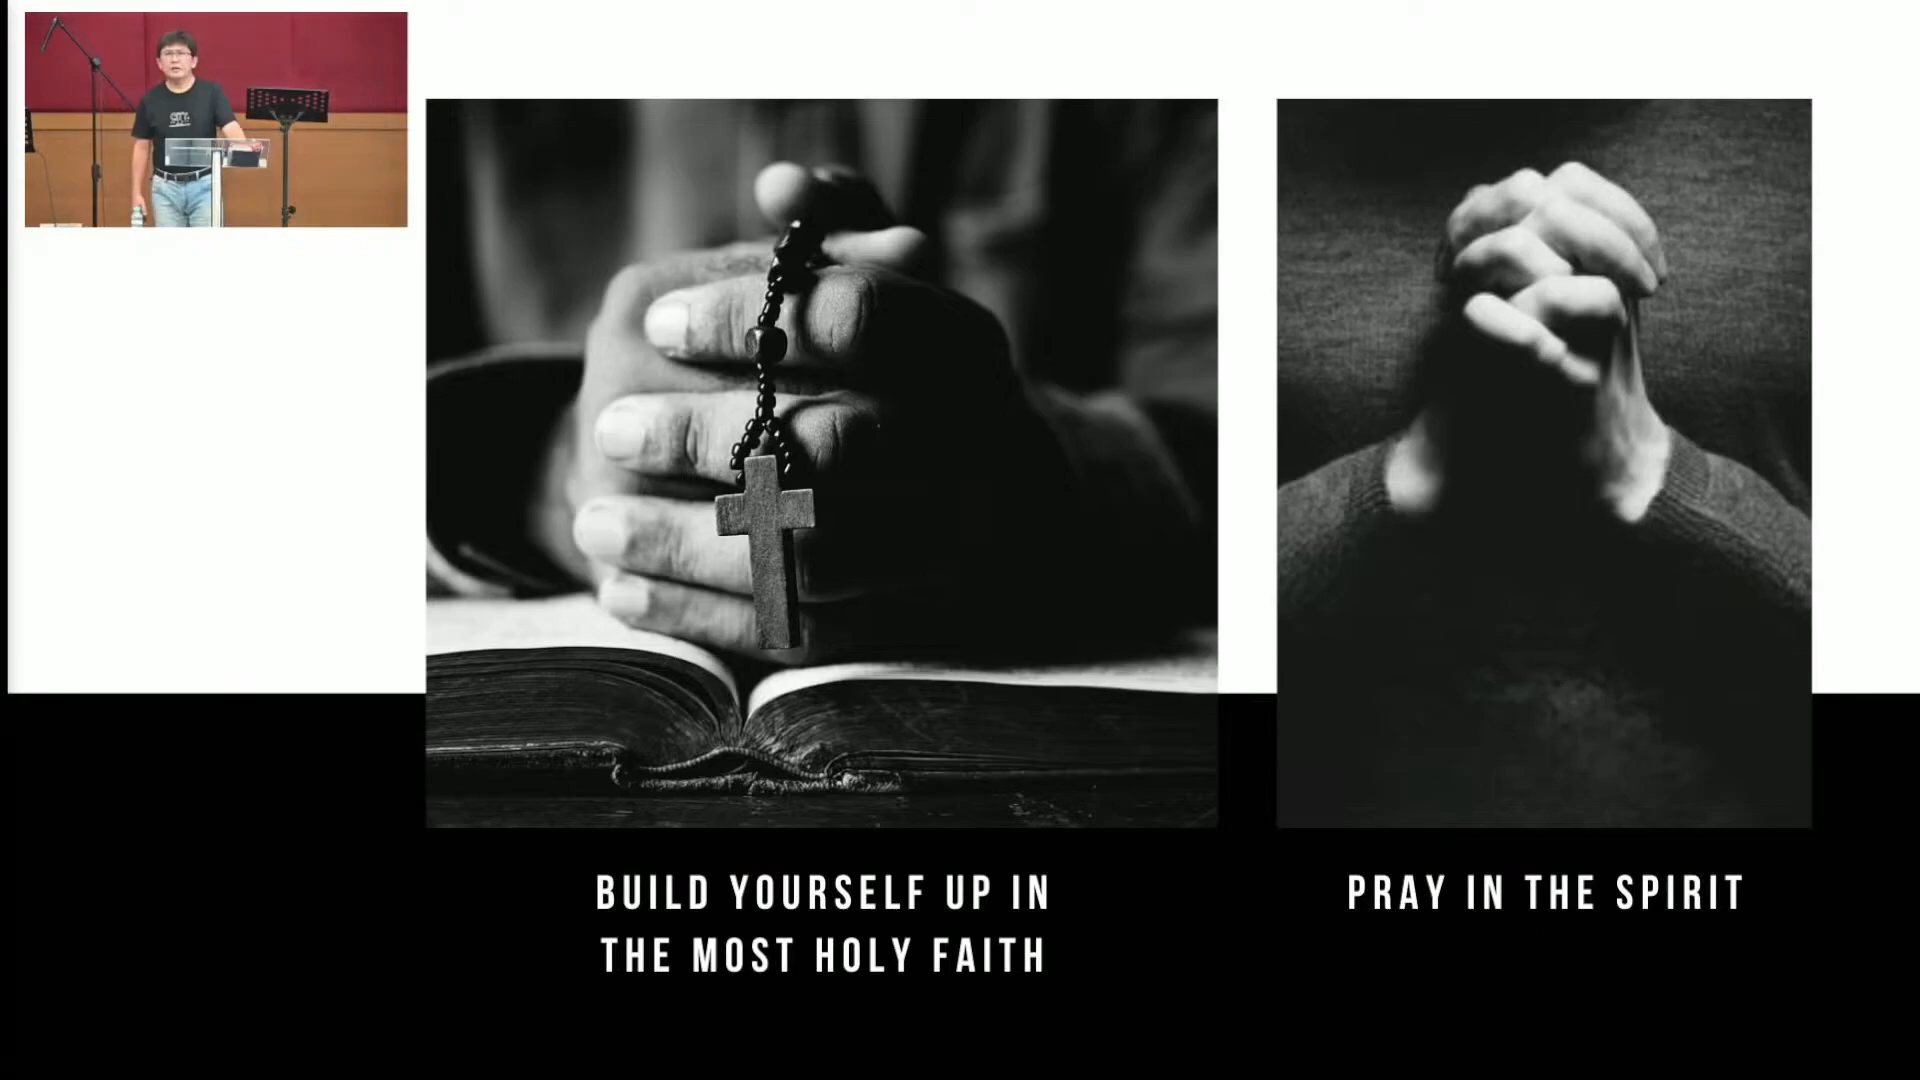 BUILD YOURSELF UP IN
THE MOST HOLY FAITH
PRAY IN THE SPIRIT